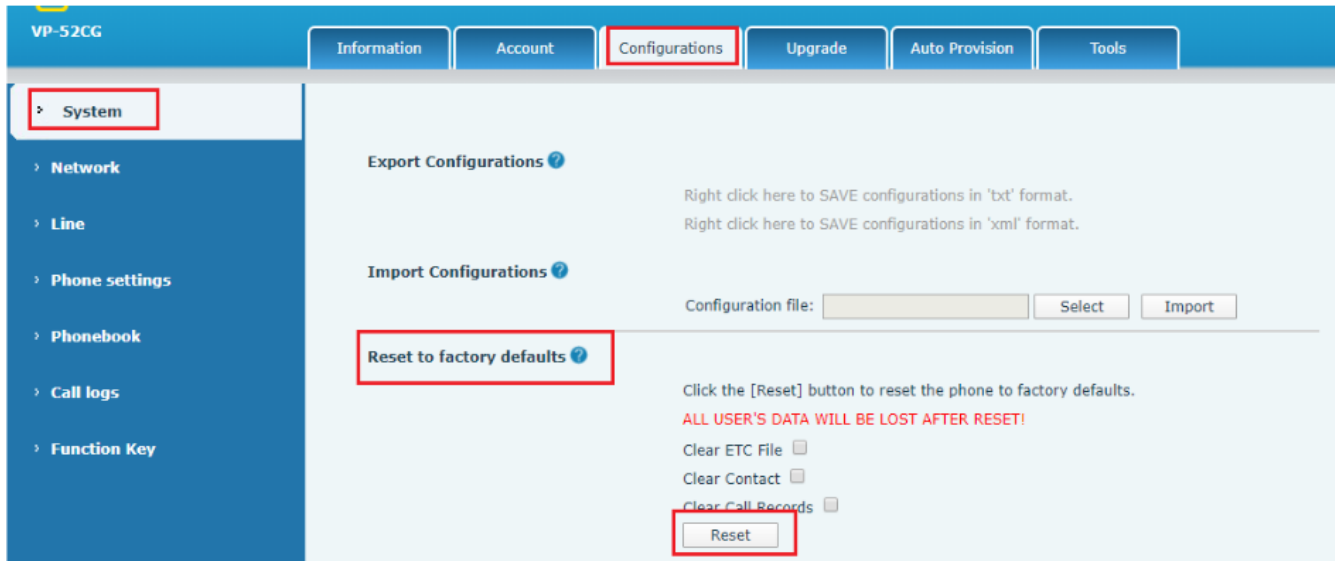 VP-52CG
Information
Account
Configurations
Upgrade
Auto Provision
Tools
System
Network
Line
Phone settings
Phonebook
Call logs
Function Key
Export Configurations ?
Right click here to SAVE configurations in 'txt' format.
Right click here to SAVE configurations in 'xml' format.
Import Configurations ?
Configuration file: Select Import
Reset to factory defaults ?
Click the [Reset] button to reset the phone to factory defaults.
ALL USER'S DATA WILL BE LOST AFTER RESET!
Clear ETC File
Clear Contact
Clear Call Records
Reset